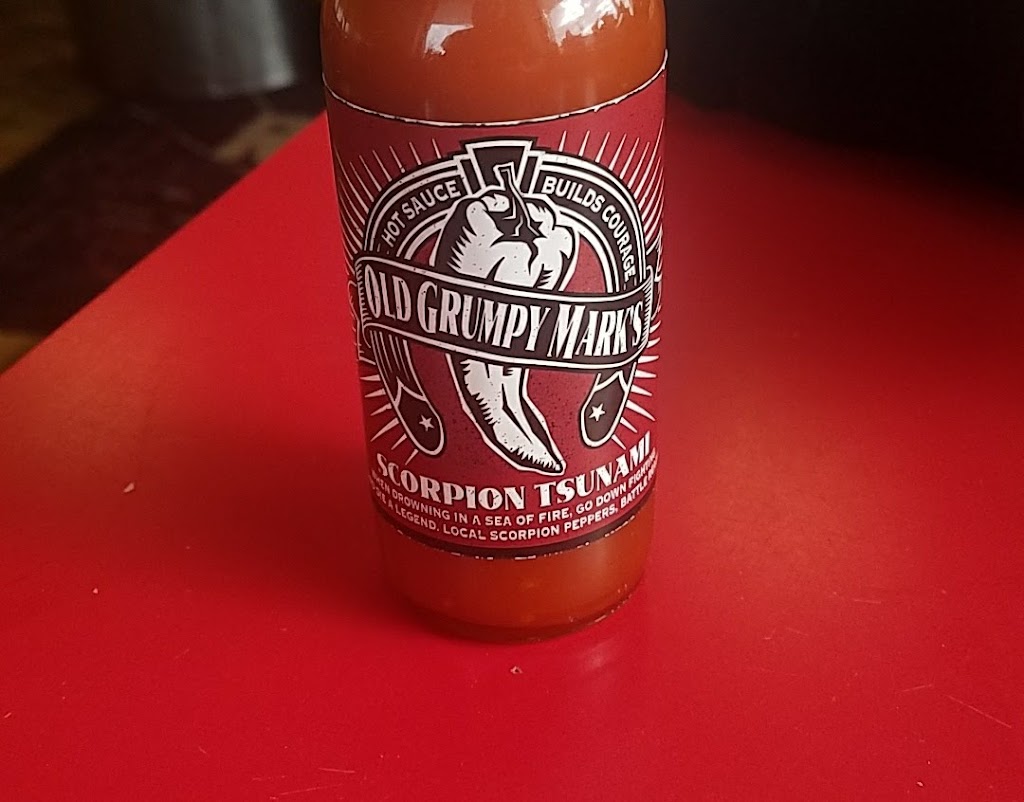 HOT SAUCE BUILDS COURAGE
OLD GRUMPY MARK'S
SCORPION TSUNAMI
DROWNING IN A SEA OF FIRE, GO DOWN
A LEGEND. LOCAL SCORPION PEPPERS, BATTLE